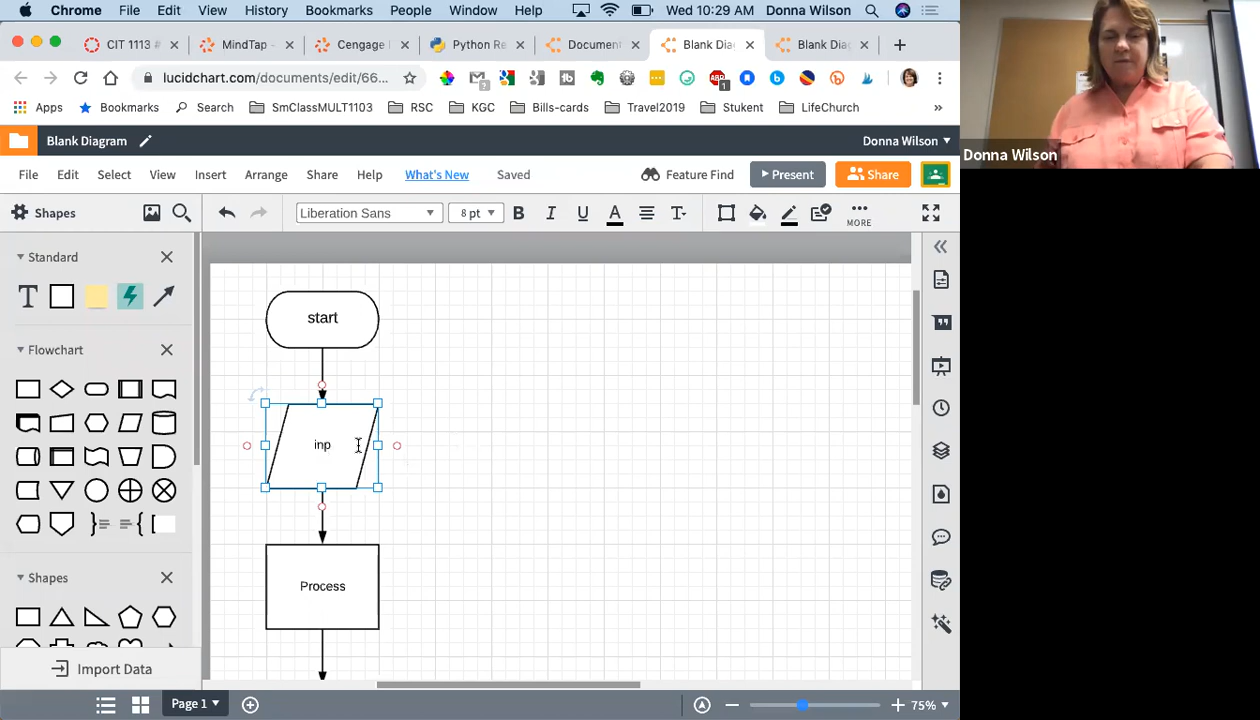 Chrome File Edit View History Bookmarks People Window Help Wed 10:29 AM Donna Wilson
CIT 1113 # MindTap - Cengage Python Re Document Blank Dia Blank Dia
lucidchart.com/documents/edit/66...
Apps Bookmarks Search SmClassMULT1103 RSC KGC Bills-cards Travel2019 Stukent LifeChurch »
Blank Diagram Donna Wilson
File Edit Select View Insert Arrange Share Help What's New Saved Feature Find Present Share
Shapes Liberation Sans 8 pt B I U A T MORE
Standard
T
Flowchart
Shapes
Import Data
start
inp
Process
Page 1 75%
Donna Wilson